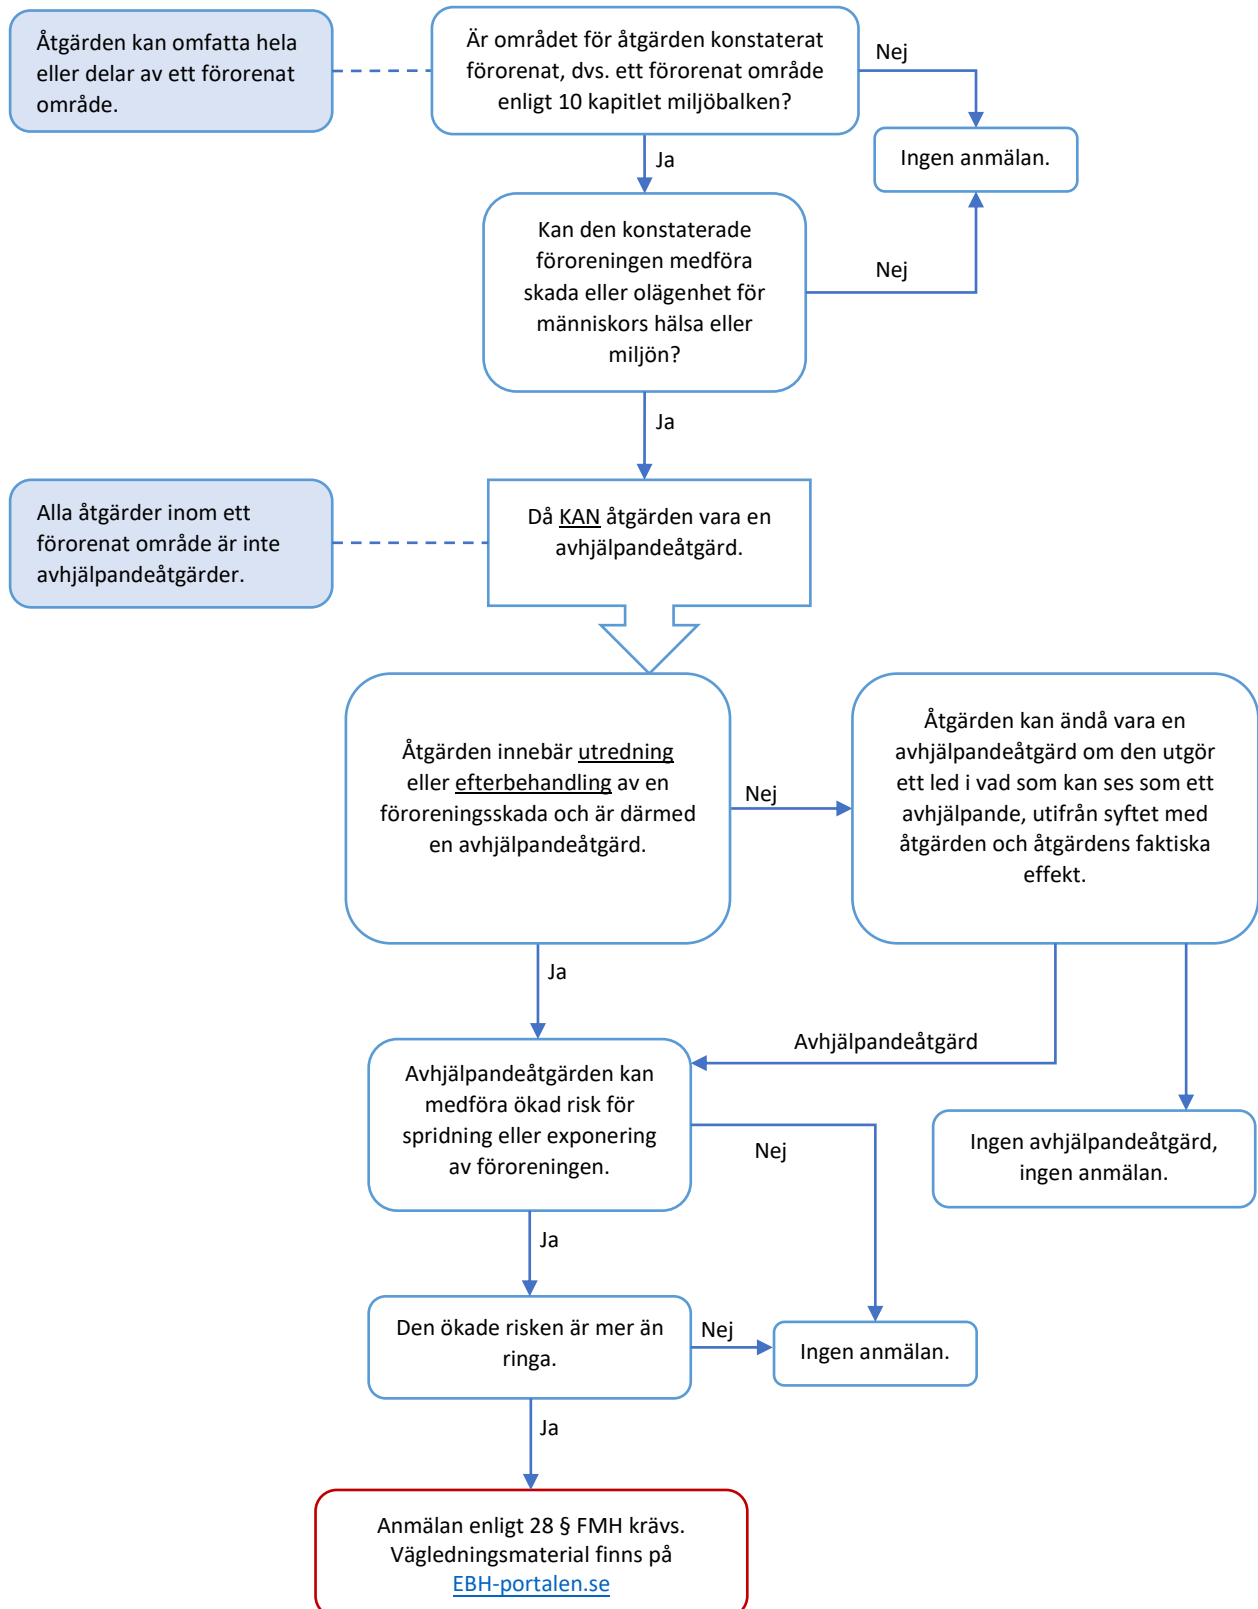 Åtgärden kan omfatta hela
eller delar av ett förorenat
område.
Är området för åtgärden konstaterat
förorenat, dvs. ett förorenat område
enligt 10 kapitlet miljöbalken?
Nej
Ingen anmälan.
Ja
Kan den konstaterade
föroreningen medföra
skada eller olägenhet för
människors hälsa eller
miljön?
Nej
Ja
Alla åtgärder inom ett
förorenat område är inte
avhjälpandeåtgärder.
Då KAN åtgärden vara en
avhjälpandeåtgärd.
Åtgärden innebär utredning
eller efterbehandling av en
föroreningsskada och är därmed
en avhjälpandeåtgärd.
Nej
Åtgärden kan ändå vara en
avhjälpandeåtgärd om den utgör
ett led i vad som kan ses som ett
avhjälpande, utifrån syftet med
åtgärden och åtgärdens faktiska
effekt.
Ja
Avhjälpandeåtgärd
Avhjälpandeåtgärden kan
medföra ökad risk för
spridning eller exponering
av föroreningen.
Nej
Ingen avhjälpandeåtgärd,
ingen anmälan.
Ja
Den ökade risken är mer än
ringa.
Nej
Ingen anmälan.
Ja
Anmälan enligt 28 § FMH krävs.
Vägledningsmaterial finns på
EBH-portalen.se